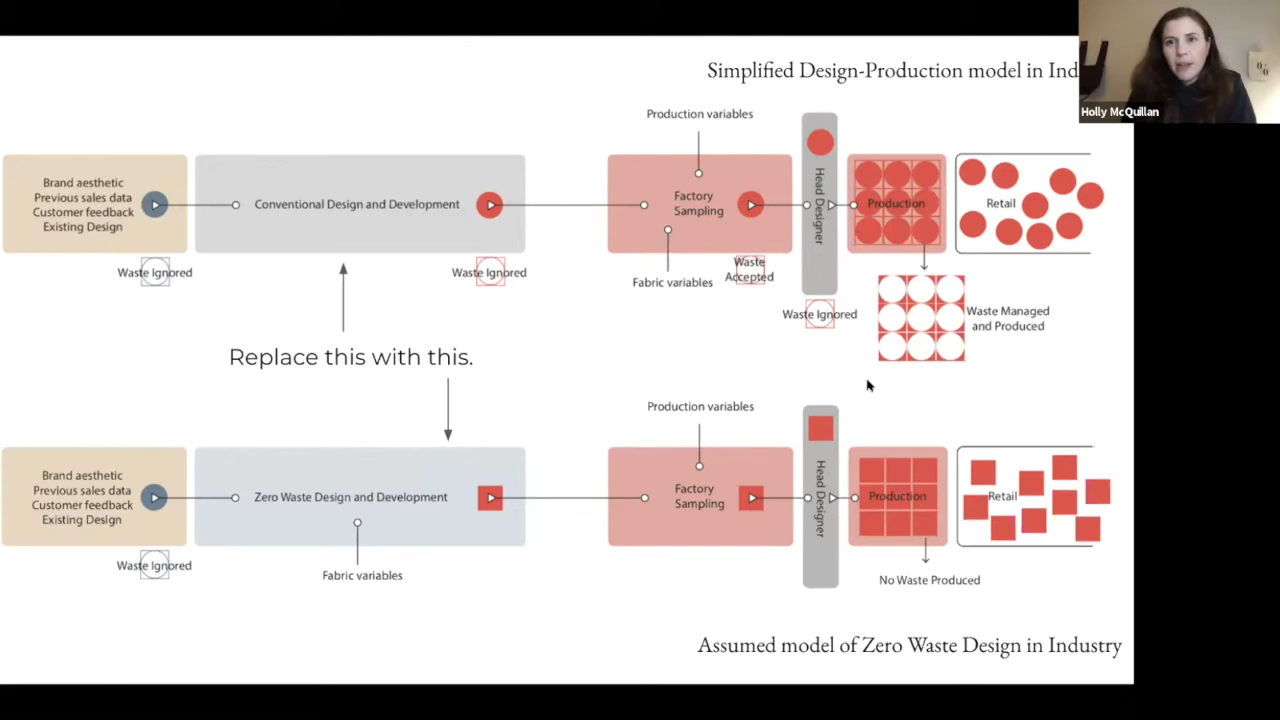 Simplified Design-Production model in Ind
Holly McQuillan
Production variables
Brand aesthetic
Previous sales data
Customer feedback
Existing Design
Conventional Design and Development
Factory
Sampling
Head Designer
Production
Retail
Waste Ignored
Waste Ignored
Fabric variables
Waste
Accepted
Waste Ignored
Waste Managed
and Produced
Replace this with this.
Production variables
Brand aesthetic
Previous sales data
Customer feedback
Existing Design
Zero Waste Design and Development
Factory
Sampling
Head Designer
Production
Retail
Waste Ignored
Fabric variables
No Waste Produced
Assumed model of Zero Waste Design in Industry